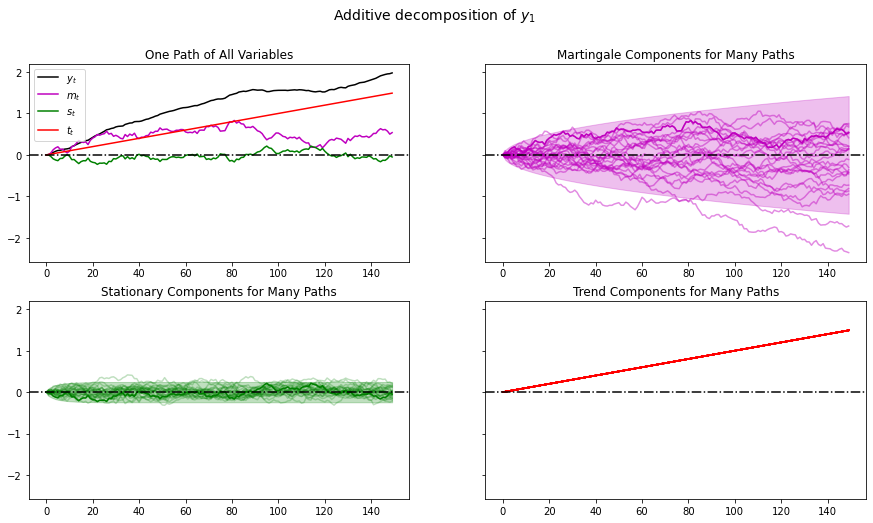 Additive decomposition of y₁
One Path of All Variables
Martingale Components for Many Paths
yₜ
mₜ
sₜ
tₜ
2
1
0
−1
−2
0 20 40 60 80 100 120 140
0 20 40 60 80 100 120 140
Stationary Components for Many Paths
Trend Components for Many Paths
2
1
0
−1
−2
0 20 40 60 80 100 120 140
0 20 40 60 80 100 120 140